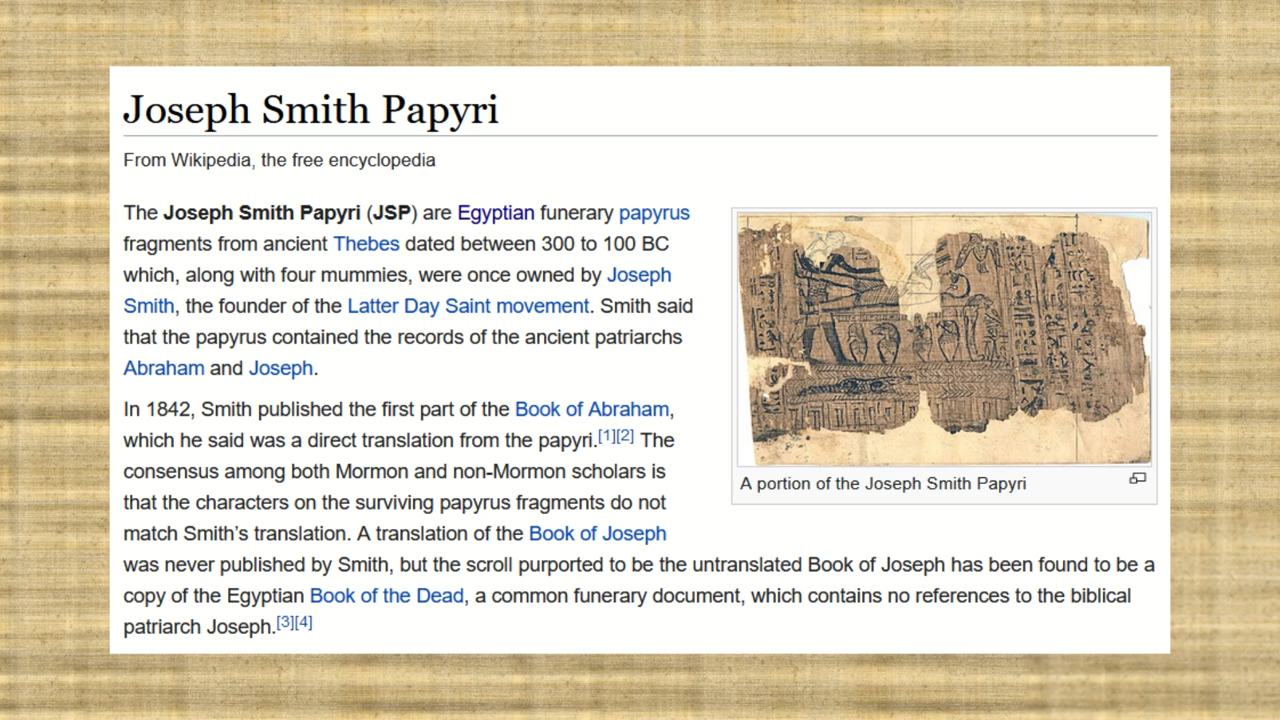 Joseph Smith Papyri
From Wikipedia, the free encyclopedia
The Joseph Smith Papyri (JSP) are Egyptian funerary papyrus
fragments from ancient Thebes dated between 300 to 100 BC
which, along with four mummies, were once owned by Joseph
Smith, the founder of the Latter Day Saint movement. Smith said
that the papyrus contained the records of the ancient patriarchs
Abraham and Joseph.
In 1842, Smith published the first part of the Book of Abraham,
which he said was a direct translation from the papyri.[1][2] The
consensus among both Mormon and non-Mormon scholars is
that the characters on the surviving papyrus fragments do not
match Smith’s translation. A translation of the Book of Joseph
was never published by Smith, but the scroll purported to be the untranslated Book of Joseph has been found to be a
copy of the Egyptian Book of the Dead, a common funerary document, which contains no references to the biblical
patriarch Joseph.[3][4]
A portion of the Joseph Smith Papyri